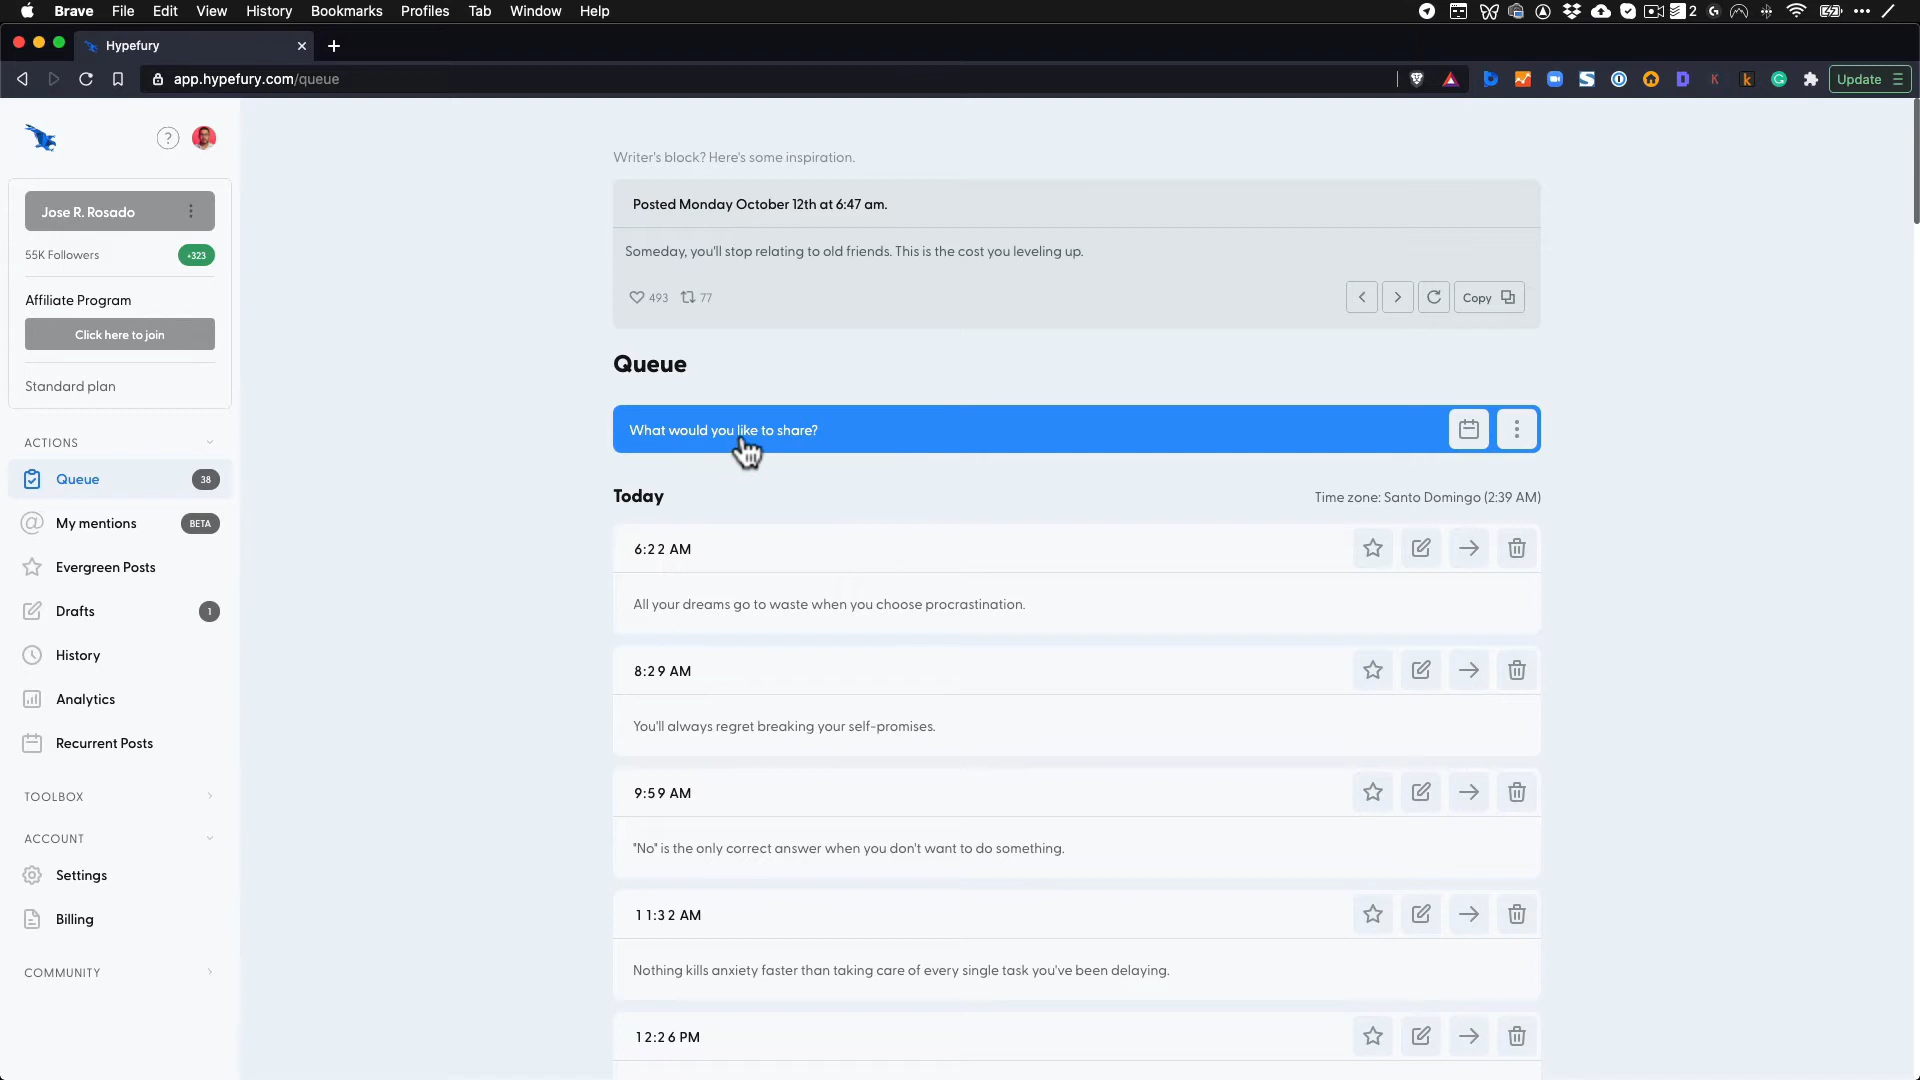 Brave File Edit View History Bookmarks Profiles Tab Window Help
2
Hypefury
app.hypefury.com/queue
Update
Jose R. Rosado
55K Followers +323
Affiliate Program
Click here to join
Standard plan
ACTIONS
Queue 38
My mentions BETA
Evergreen Posts
Drafts 1
History
Analytics
Recurrent Posts
TOOLBOX
ACCOUNT
Settings
Billing
COMMUNITY
Writer's block? Here's some inspiration.
Posted Monday October 12th at 6:47 am.
Someday, you'll stop relating to old friends. This is the cost you leveling up.
493 77
Copy
Queue
What would you like to share?
Today
Time zone: Santo Domingo (2:39 AM)
6:22 AM
All your dreams go to waste when you choose procrastination.
8:29 AM
You'll always regret breaking your self-promises.
9:59 AM
"No" is the only correct answer when you don't want to do something.
11:32 AM
Nothing kills anxiety faster than taking care of every single task you've been delaying.
12:26 PM